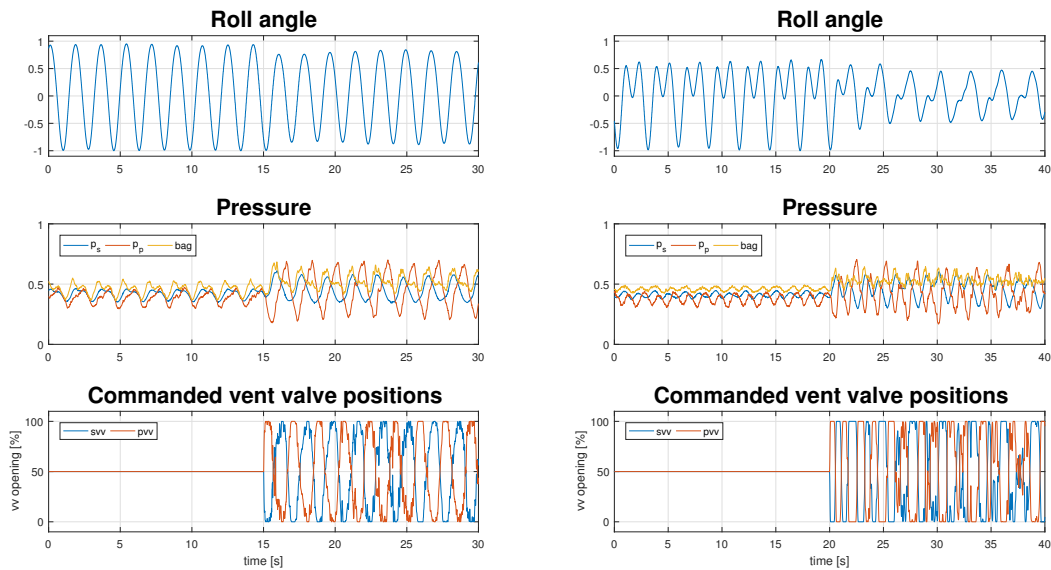 Roll angle
1
0.5
0
-0.5
-1
0 5 10 15 20 25 30
Pressure
1
0.5
0
p_s p_p bag
0 5 10 15 20 25 30
Commanded vent valve positions
vv opening [%]
100
50
0
svv pvv
0 5 10 15 20 25 30
time [s]
Roll angle
1
0.5
0
-0.5
-1
0 5 10 15 20 25 30 35 40
Pressure
1
0.5
0
p_s p_p bag
0 5 10 15 20 25 30 35 40
Commanded vent valve positions
vv opening [%]
100
50
0
svv pvv
0 5 10 15 20 25 30 35 40
time [s]